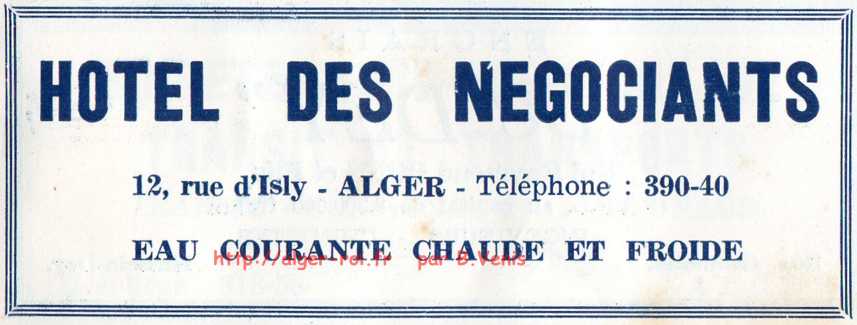 HOTEL DES NEGOCIANTS
12, rue d'Isly - ALGER - Téléphone : 390-40
EAU COURANTE CHAUDE ET FROIDE
http://alger-roi.fr par B.Venis